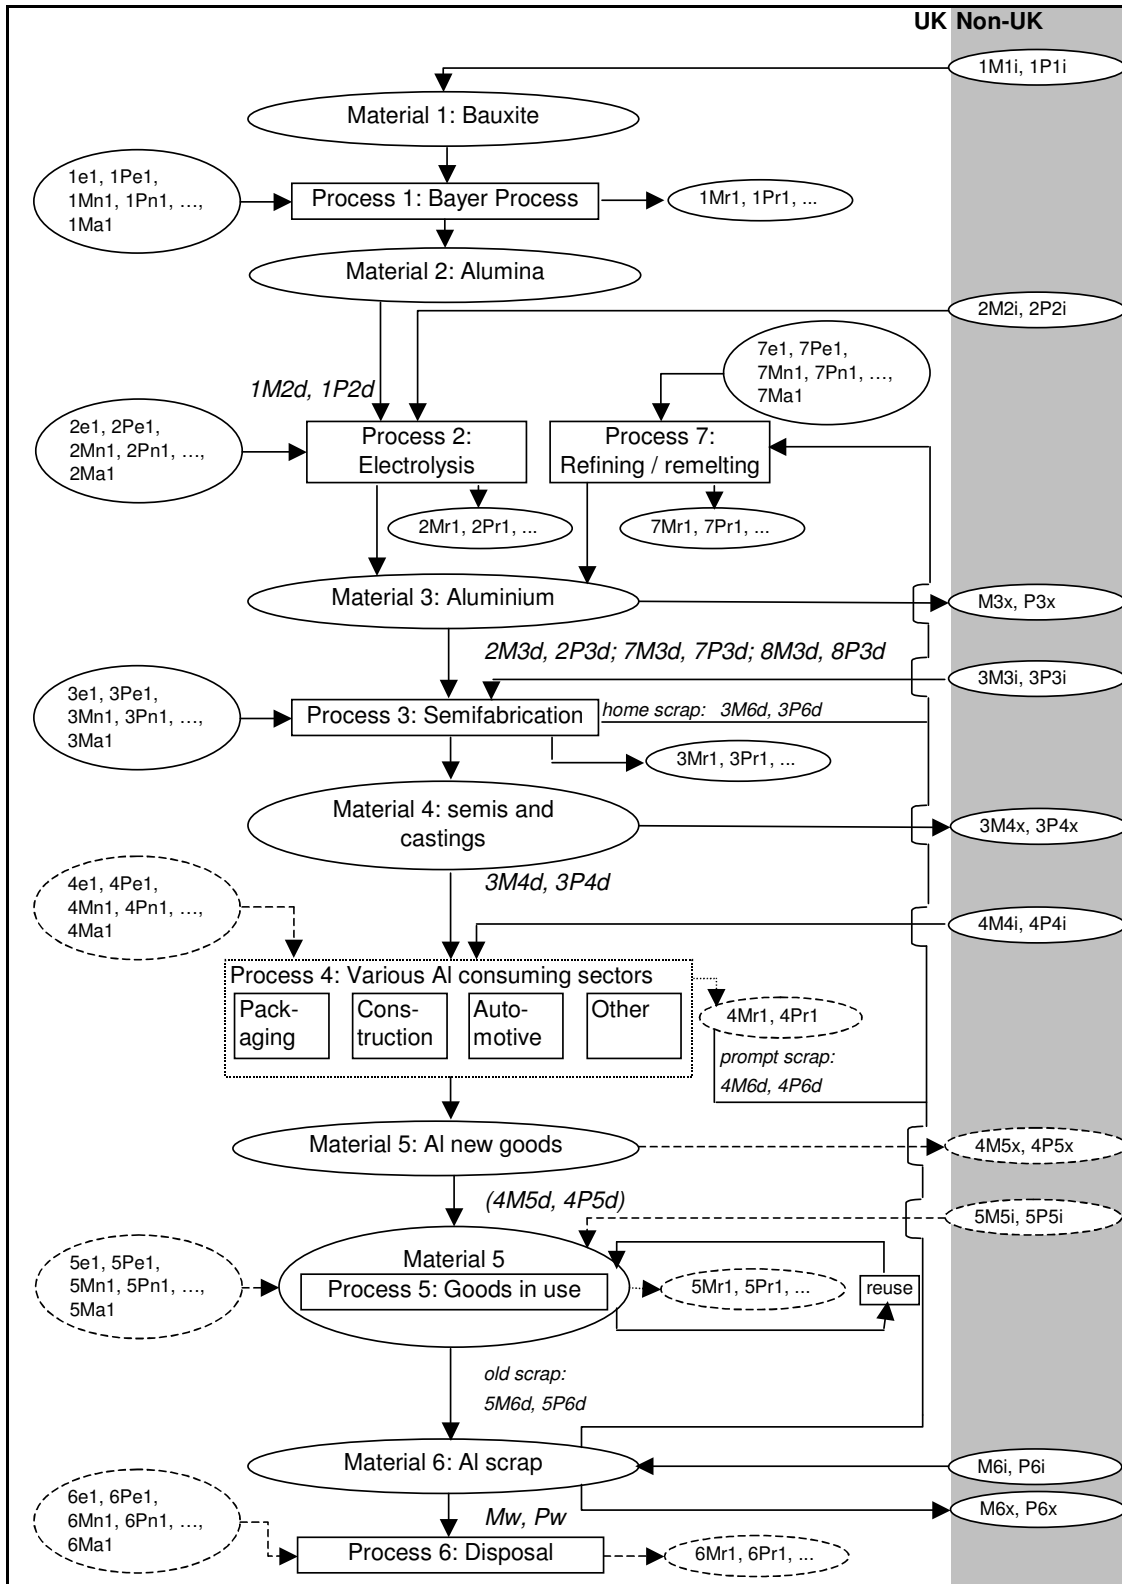 UK Non-UK
1M1i, 1P1i
Material 1: Bauxite
1e1, 1Pe1,
1Mn1, 1Pn1, ...,
1Ma1
Process 1: Bayer Process
1Mr1, 1Pr1, ...
Material 2: Alumina
2M2i, 2P2i
7e1, 7Pe1,
7Mn1, 7Pn1, ...,
7Ma1
1M2d, 1P2d
2e1, 2Pe1,
2Mn1, 2Pn1, ...,
2Ma1
Process 2:
Electrolysis
Process 7:
Refining / remelting
2Mr1, 2Pr1, ...
7Mr1, 7Pr1, ...
Material 3: Aluminium
M3x, P3x
2M3d, 2P3d; 7M3d, 7P3d; 8M3d, 8P3d
3M3i, 3P3i
3e1, 3Pe1,
3Mn1, 3Pn1, ...,
3Ma1
Process 3: Semifabrication
home scrap: 3M6d, 3P6d
3Mr1, 3Pr1, ...
Material 4: semis and
castings
3M4x, 3P4x
3M4d, 3P4d
4e1, 4Pe1,
4Mn1, 4Pn1, ...,
4Ma1
4M4i, 4P4i
Process 4: Various Al consuming sectors
Pack-
aging
Cons-
truction
Auto-
motive
Other
4Mr1, 4Pr1
prompt scrap:
4M6d, 4P6d
Material 5: Al new goods
4M5x, 4P5x
(4M5d, 4P5d)
5M5i, 5P5i
5e1, 5Pe1,
5Mn1, 5Pn1, ...,
5Ma1
Material 5
Process 5: Goods in use
5Mr1, 5Pr1, ...
reuse
old scrap:
5M6d, 5P6d
Material 6: Al scrap
M6i, P6i
M6x, P6x
Mw, Pw
6e1, 6Pe1,
6Mn1, 6Pn1, ...,
6Ma1
Process 6: Disposal
6Mr1, 6Pr1, ...